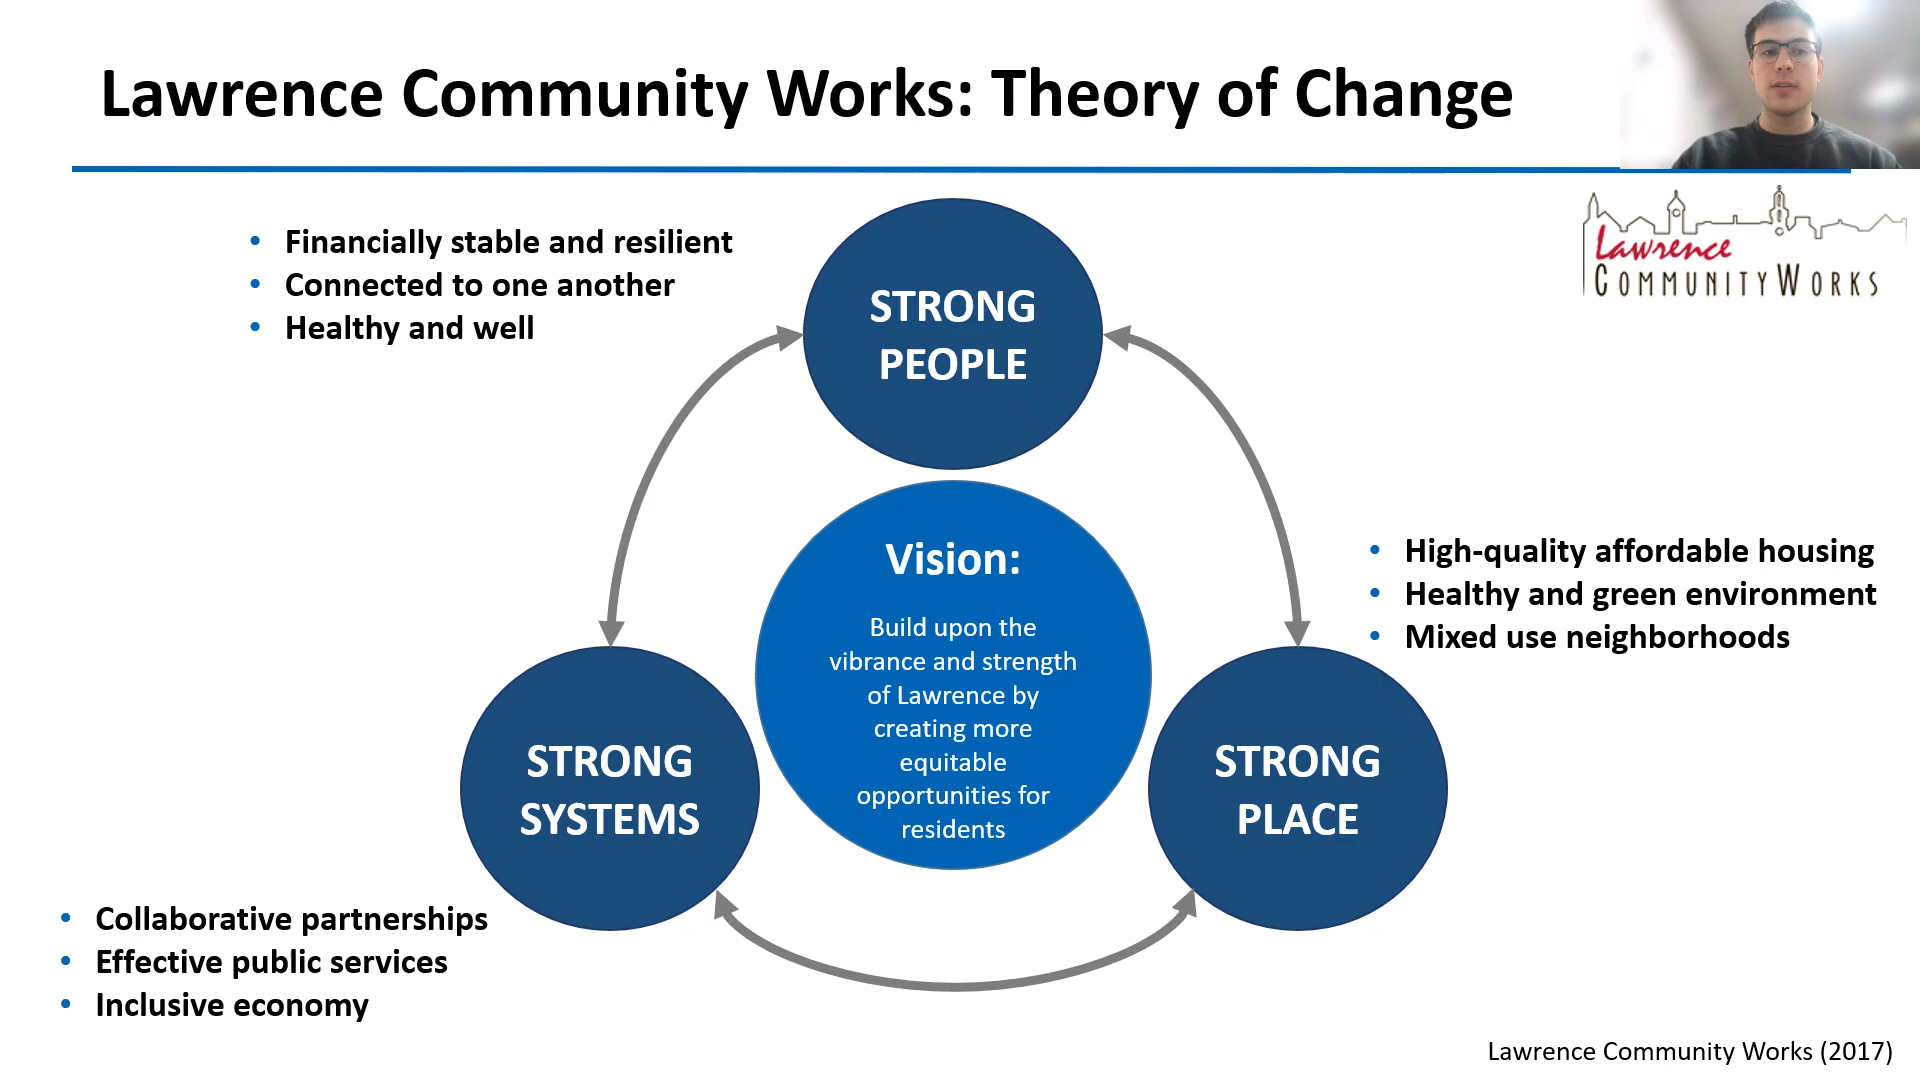 Lawrence Community Works: Theory of Change
Lawrence
COMMUNITYWORKS
• Financially stable and resilient
• Connected to one another
• Healthy and well
STRONG
PEOPLE
Vision:
Build upon the
vibrance and strength
of Lawrence by
creating more
equitable
opportunities for
residents
• High-quality affordable housing
• Healthy and green environment
• Mixed use neighborhoods
STRONG
SYSTEMS
STRONG
PLACE
• Collaborative partnerships
• Effective public services
• Inclusive economy
Lawrence Community Works (2017)